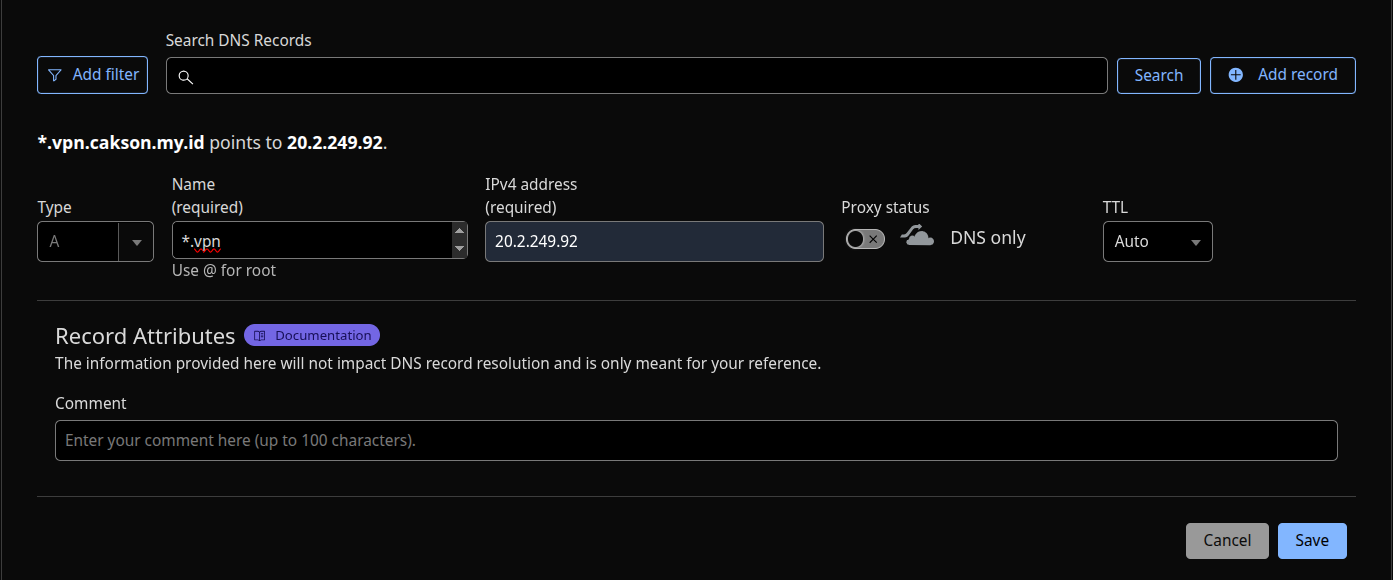 Search DNS Records
Add filter
Search
Add record
*.vpn.cakson.my.id points to 20.2.249.92.
Type
Name
(required)
IPv4 address
(required)
Proxy status
TTL
A
*.vpn
20.2.249.92
DNS only
Auto
Use @ for root
Record Attributes
Documentation
The information provided here will not impact DNS record resolution and is only meant for your reference.
Comment
Enter your comment here (up to 100 characters).
Cancel
Save